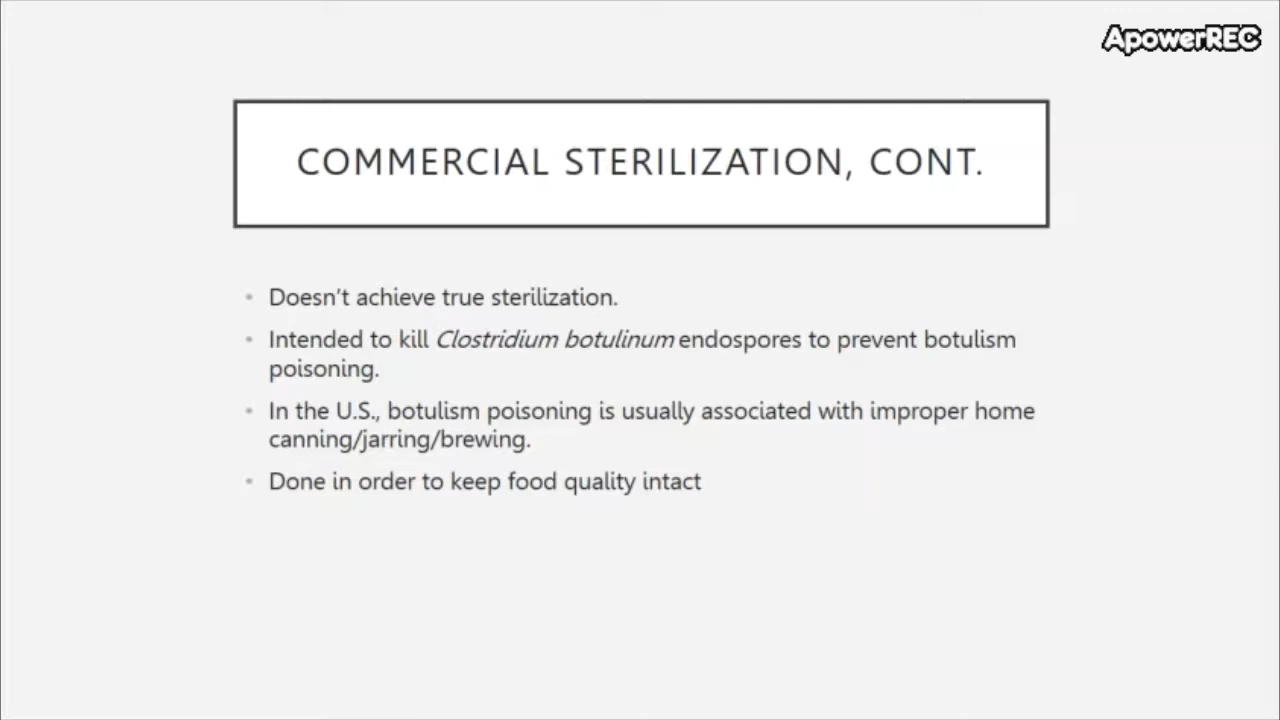 ApowerREC
COMMERCIAL STERILIZATION, CONT.
• Doesn't achieve true sterilization.
• Intended to kill Clostridium botulinum endospores to prevent botulism
poisoning.
• In the U.S., botulism poisoning is usually associated with improper home
canning/jarring/brewing.
• Done in order to keep food quality intact